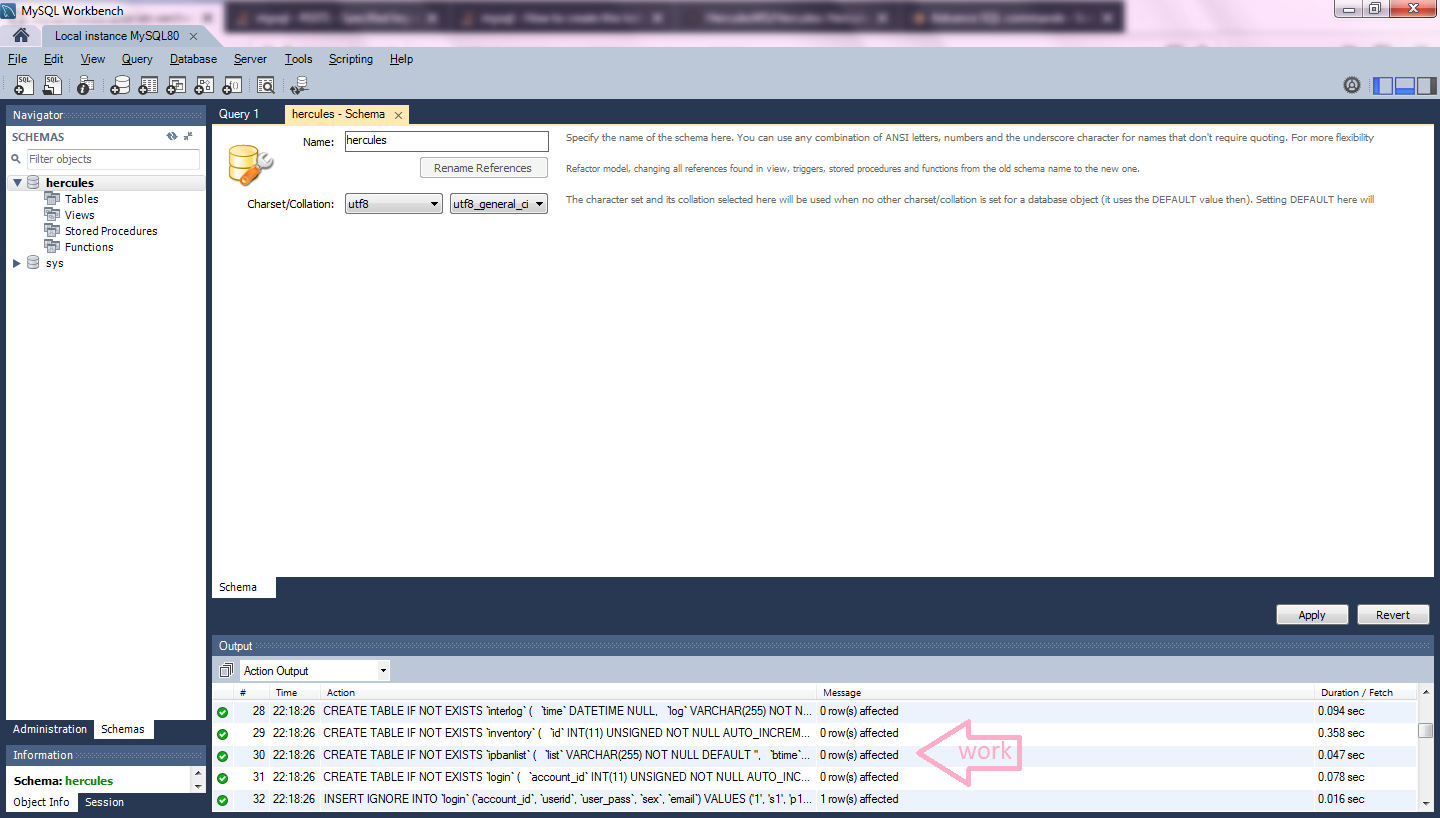 MySQL Workbench
Local instance MySQL80
File Edit View Query Database Server Tools Scripting Help
Navigator
SCHEMAS
Filter objects
hercules
Tables
Views
Stored Procedures
Functions
sys
Administration Schemas
Information
Schema: hercules
Object Info Session
Query 1 hercules - Schema
Name: hercules Specify the name of the schema here. You can use any combination of ANSI letters, numbers and the underscore character for names that don't require quoting. For more flexibility
Rename References Refactor model, changing all references found in view, triggers, stored procedures and functions from the old schema name to the new one.
Charset/Collation: utf8 utf8_general_ci The character set and its collation selected here will be used when no other charset/collation is set for a database object (it uses the DEFAULT value then). Setting DEFAULT here will
Schema
Apply Revert
Output
Action Output
# Time Action Message Duration / Fetch
28 22:18:26 CREATE TABLE IF NOT EXISTS `interlog` ( `time` DATETIME NULL, `log` VARCHAR(255) NOT N... 0 row(s) affected 0.094 sec
29 22:18:26 CREATE TABLE IF NOT EXISTS `inventory` ( `id` INT(11) UNSIGNED NOT NULL AUTO_INCREM... 0 row(s) affected 0.358 sec
30 22:18:26 CREATE TABLE IF NOT EXISTS `ipbanlist` ( `list` VARCHAR(255) NOT NULL DEFAULT '', `btime`... 0 row(s) affected 0.047 sec
31 22:18:26 CREATE TABLE IF NOT EXISTS `login` ( `account_id` INT(11) UNSIGNED NOT NULL AUTO_INC... 0 row(s) affected 0.078 sec
32 22:18:26 INSERT IGNORE INTO `login` (`account_id`, `userid`, `user_pass`, `sex`, `email`) VALUES ('1', 's1', 'p1... 1 row(s) affected 0.016 sec
work